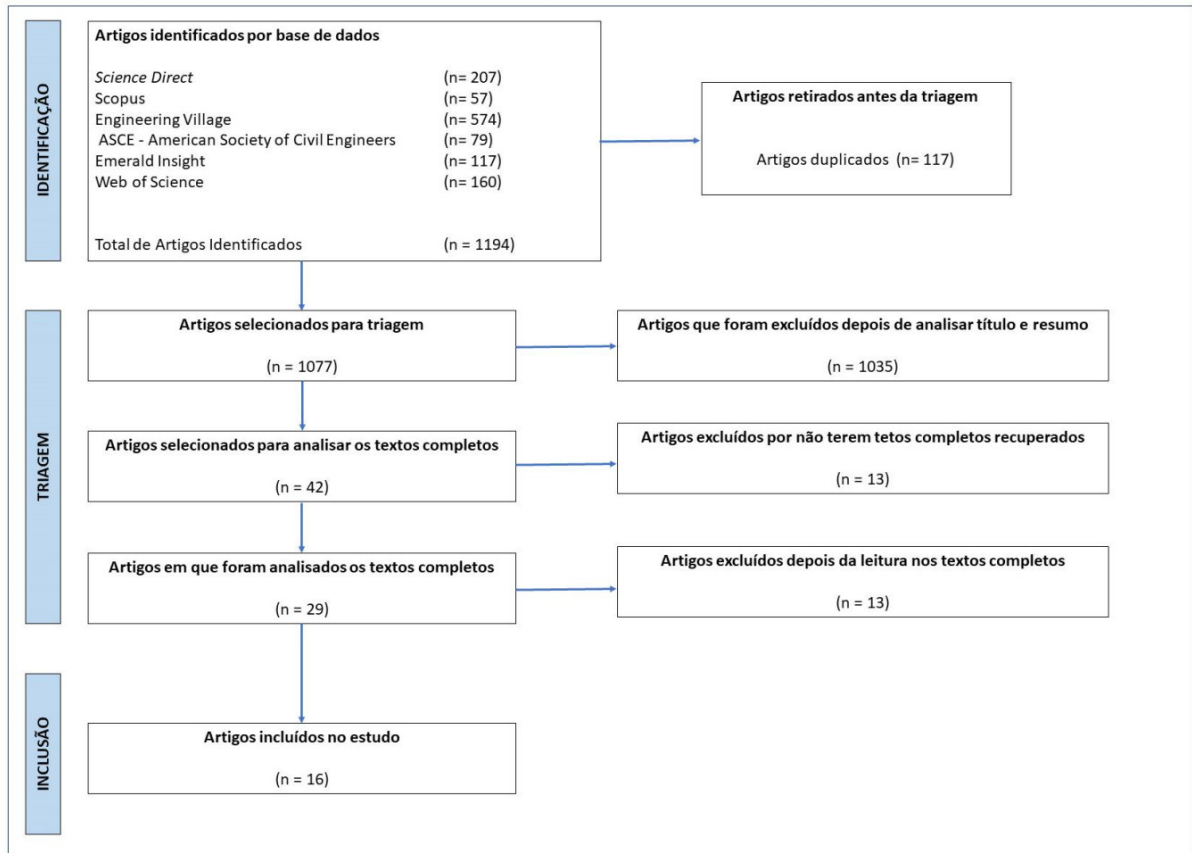 IDENTIFICAÇÃO
Artigos identificados por base de dados
Science Direct (n= 207)
Scopus (n= 57)
Engineering Village (n= 574)
ASCE - American Society of Civil Engineers (n= 79)
Emerald Insight (n= 117)
Web of Science (n= 160)
Total de Artigos Identificados (n = 1194)
Artigos retirados antes da triagem
Artigos duplicados (n= 117)
TRIAGEM
Artigos selecionados para triagem
(n = 1077)
Artigos que foram excluídos depois de analisar título e resumo
(n = 1035)
Artigos selecionados para analisar os textos completos
(n = 42)
Artigos excluídos por não terem tetos completos recuperados
(n = 13)
Artigos em que foram analisados os textos completos
(n = 29)
Artigos excluídos depois da leitura nos textos completos
(n = 13)
INCLUSÃO
Artigos incluídos no estudo
(n = 16)